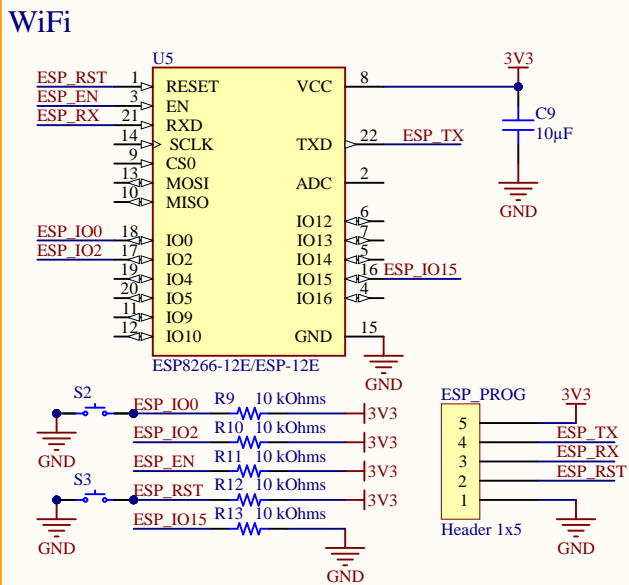 WiFi
U5
ESP_RST 1 RESET VCC 8 3V3
ESP_EN 3 EN
ESP_RX 21 RXD
C9
10µF
14 SCLK TXD 22 ESP_TX
9 CS0
13 MOSI ADC 2
10 MISO
GND
IO12 6
ESP_IO0 18 IO0 IO13 7
ESP_IO2 17 IO2 IO14 5
19 IO4 IO15 16 ESP_IO15
20 IO5 IO16 4
11 IO9
12 IO10 GND 15
ESP8266-12E/ESP-12E
GND
S2
ESP_IO0 R9 10 kOhms 3V3
GND
ESP_IO2 R10 10 kOhms 3V3
ESP_EN R11 10 kOhms 3V3
S3
ESP_RST R12 10 kOhms 3V3
GND
ESP_IO15 R13 10 kOhms
GND
ESP_PROG
3V3
5
4 ESP_TX
3 ESP_RX
2 ESP_RST
1
Header 1x5
GND